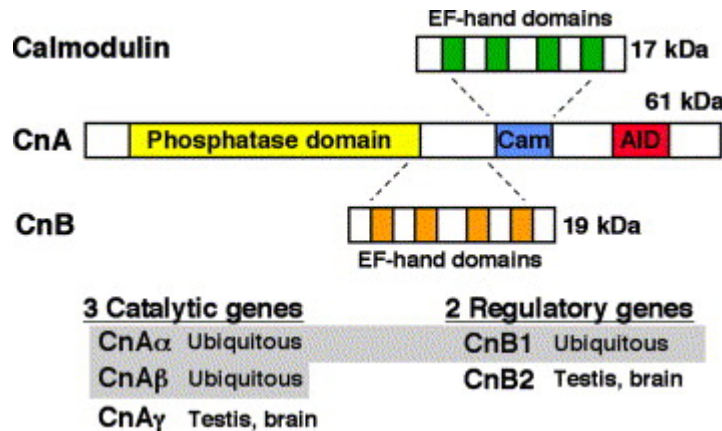 EF-hand domains
Calmodulin 17 kDa
61 kDa
CnA Phosphatase domain Cam AID
CnB 19 kDa
EF-hand domains
3 Catalytic genes 2 Regulatory genes
CnAα Ubiquitous CnB1 Ubiquitous
CnAβ Ubiquitous CnB2 Testis, brain
CnAγ Testis, brain